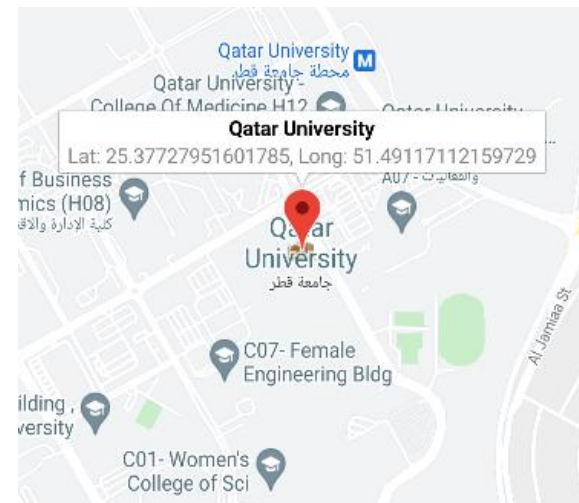 Qatar University
محطة جامعة قطر
Qatar University -
College Of Medicine H12
Qatar University
Lat: 25.37727951601785, Long: 51.49117112159729
f Business
mics (H08)
كلية الإدارة والاق
A07 - والفعاليات
Qatar
University
جامعة قطر
C07- Female
Engineering Bldg
Al Jamiaa St
ilding ,
versity
C01- Women's
College of Sci